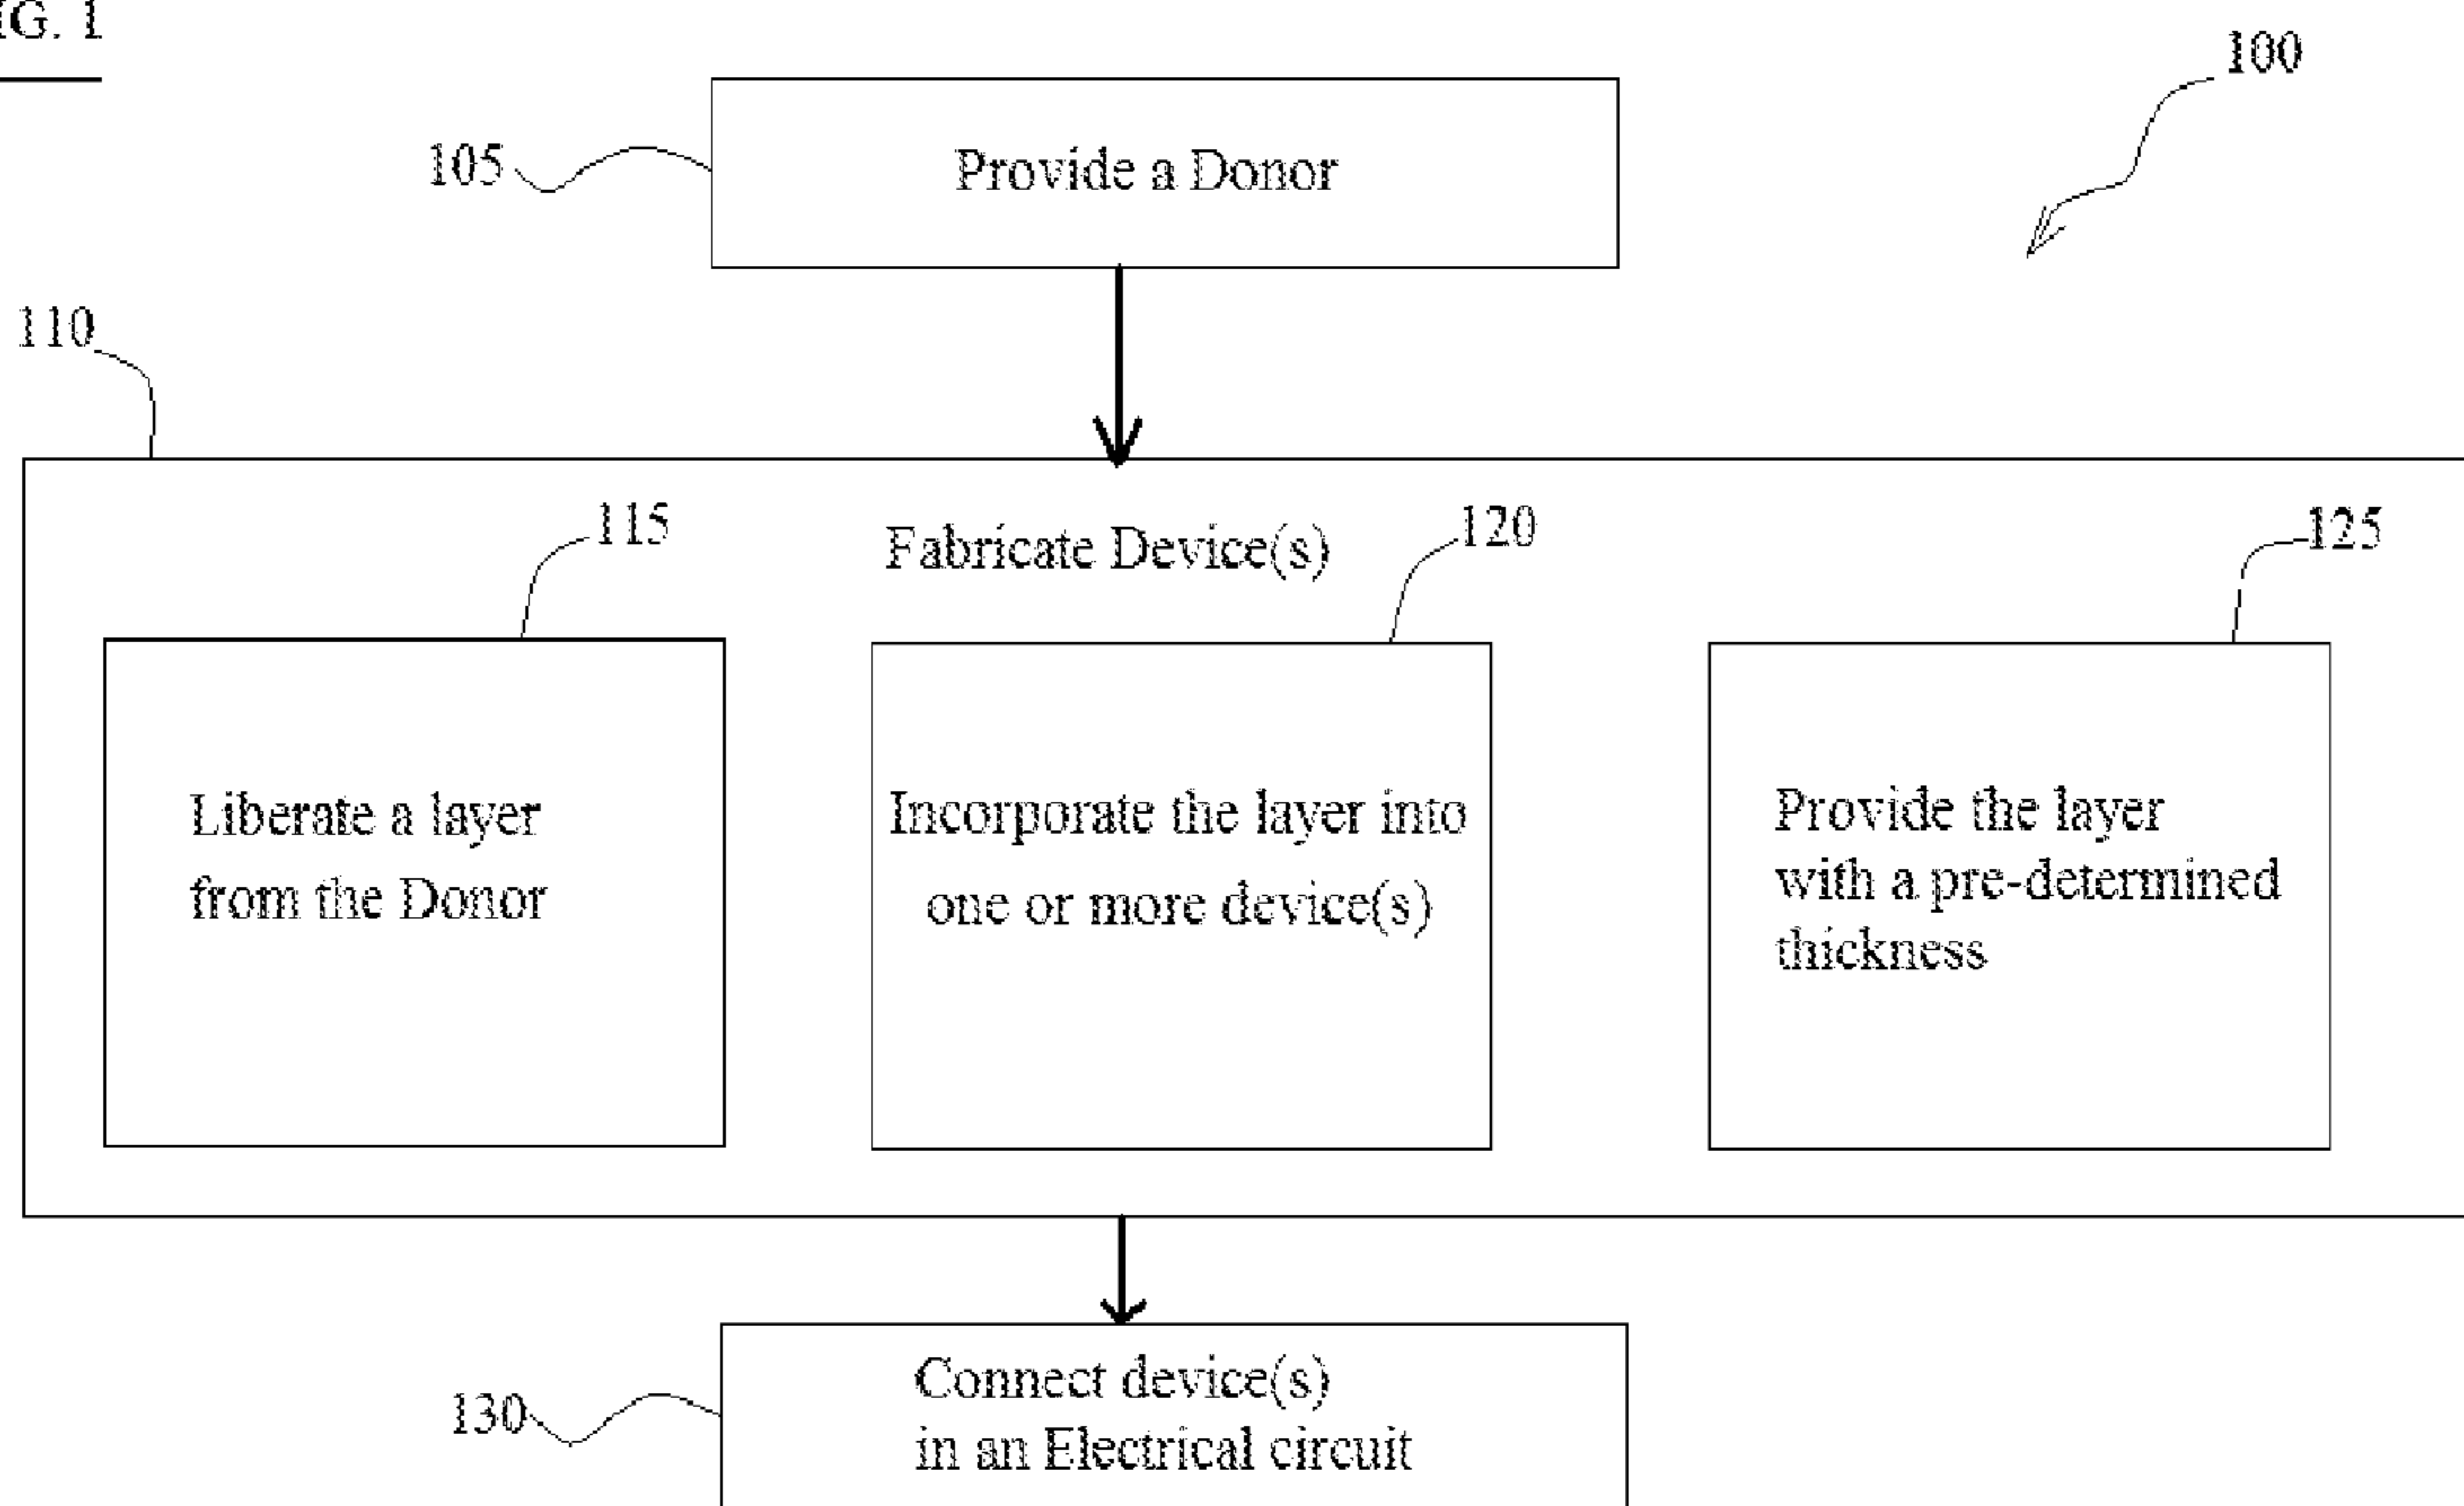 IG. 1
100
105
Provide a Donor
110
115
Fabricate Device(s)
120
125
Liberate a layer
from the Donor
Incorporate the layer into
one or more device(s)
Provide the layer
with a pre-determined
thickness
130
Connect device(s)
in an Electrical circuit